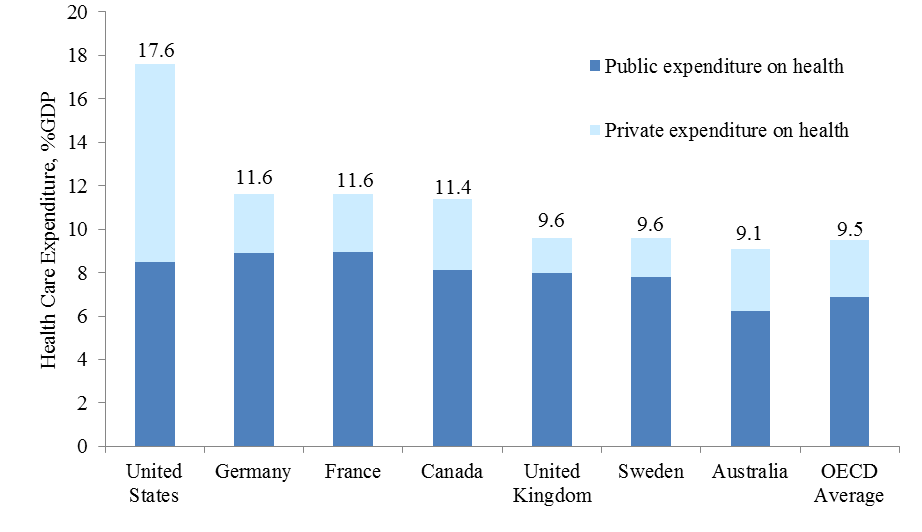 20
18
16
14
12
10
8
6
4
2
0
Health Care Expenditure, %GDP
17.6
11.6
11.6
11.4
9.6
9.6
9.1
9.5
Public expenditure on health
Private expenditure on health
United
States
Germany
France
Canada
United
Kingdom
Sweden
Australia
OECD
Average